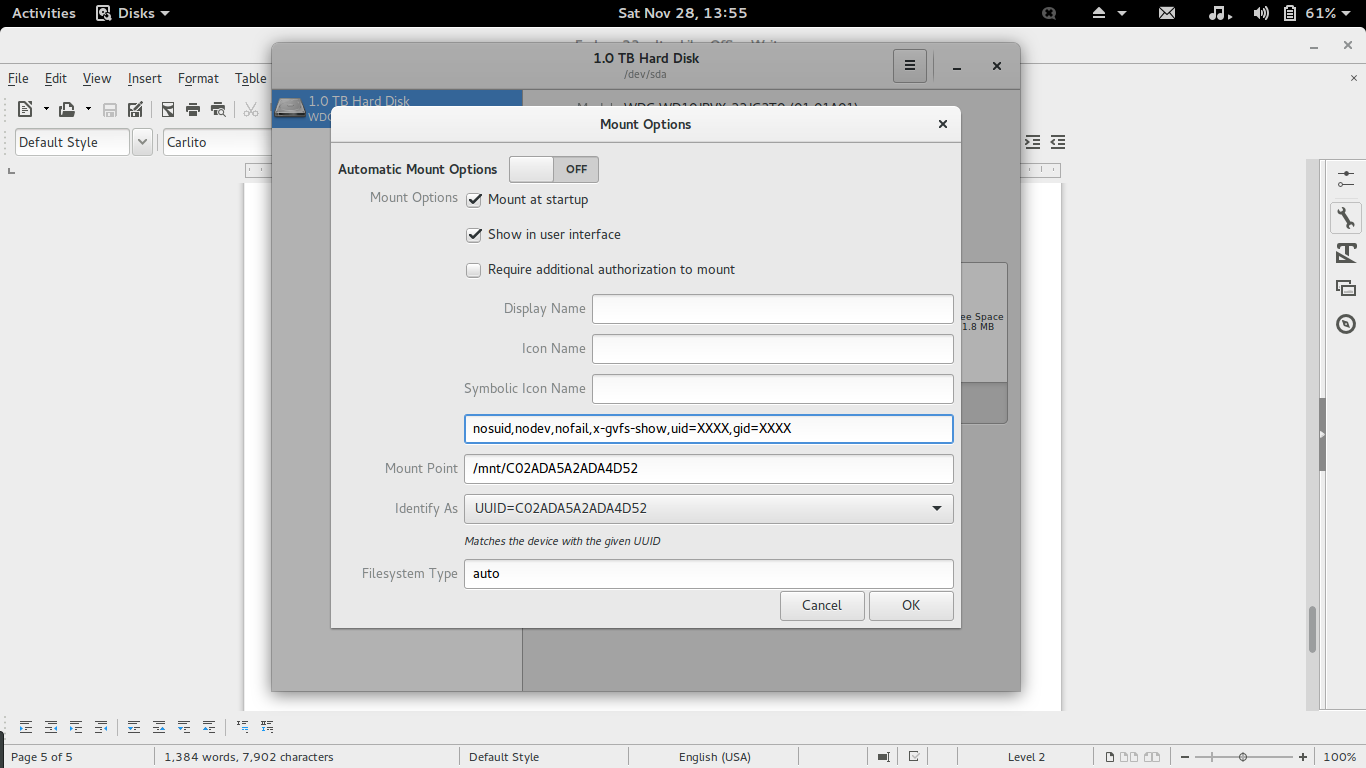 Activities Disks Sat Nov 28, 13:55 61%
1.0 TB Hard Disk
/dev/sda
File Edit View Insert Format Table
1.0 TB Hard Disk
WDC
Default Style Carlito
Mount Options
Automatic Mount Options OFF
Mount Options Mount at startup
Show in user interface
Require additional authorization to mount
Display Name
ee Space
1.8 MB
Icon Name
Symbolic Icon Name
nosuid,nodev,nofail,x-gvfs-show,uid=XXXX,gid=XXXX
Mount Point /mnt/C02ADA5A2ADA4D52
Identify As UUID=C02ADA5A2ADA4D52
Matches the device with the given UUID
Filesystem Type auto
Cancel OK
Page 5 of 5 1,384 words, 7,902 characters Default Style English (USA) Level 2 100%